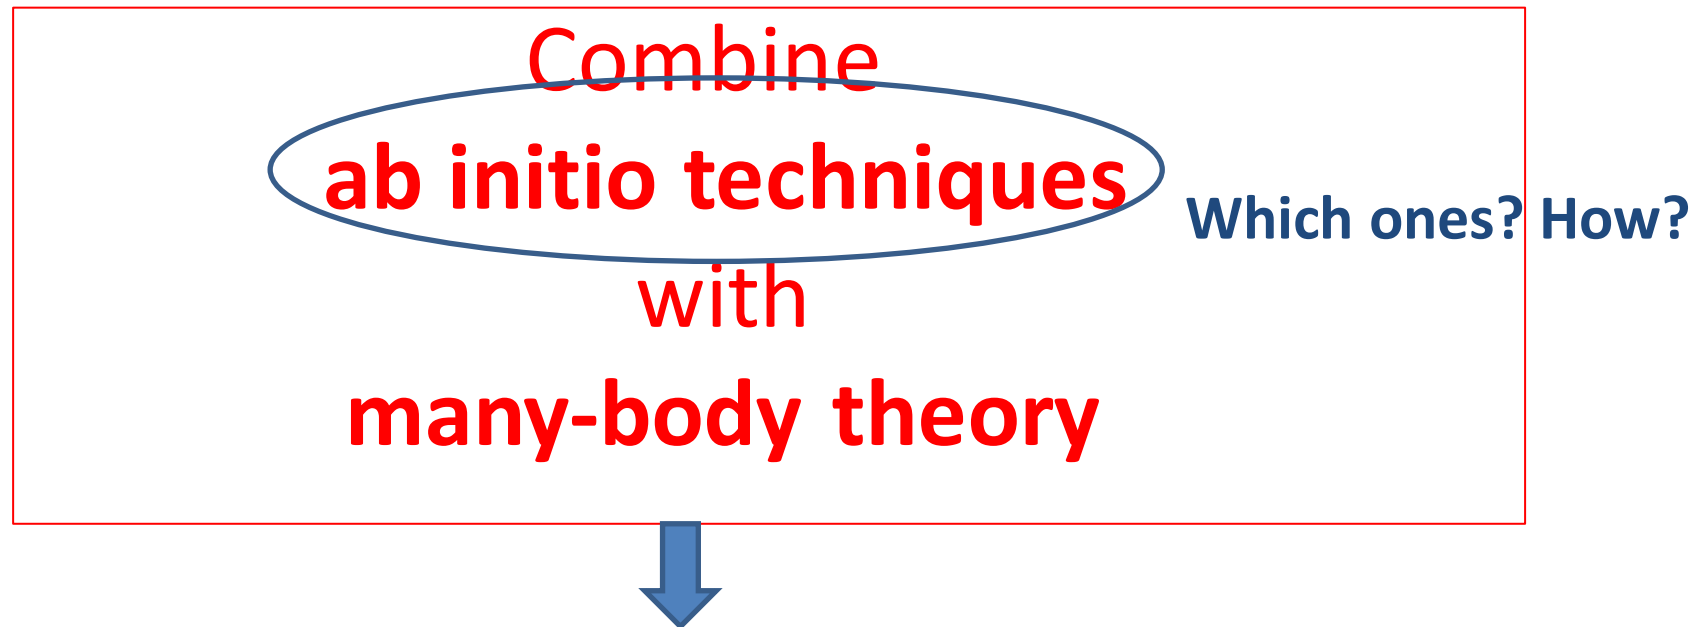 Combine
ab initio techniques
Which ones? How?
with
many-body theory